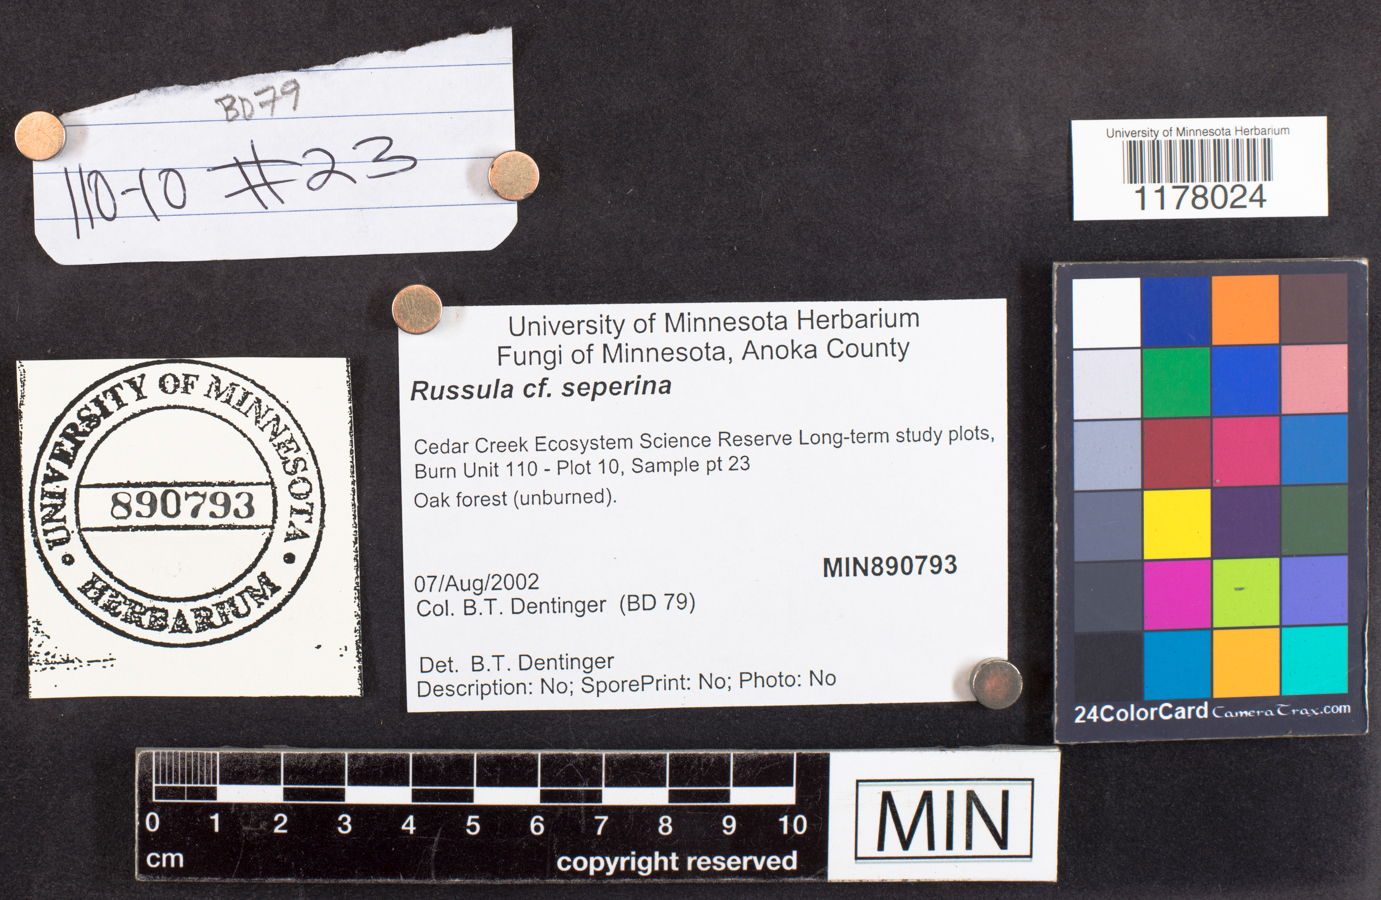 BD79
110-10 #23
University of Minnesota Herbarium
1178024
University of Minnesota Herbarium
Fungi of Minnesota, Anoka County
Russula cf. seperina
Cedar Creek Ecosystem Science Reserve Long-term study plots,
Burn Unit 110 - Plot 10, Sample pt 23
Oak forest (unburned).
MIN890793
07/Aug/2002
Col. B.T. Dentinger (BD 79)
Det. B.T. Dentinger
Description: No; SporePrint: No; Photo: No
UNIVERSITY OF MINNESOTA
890793
HERBARIUM
24ColorCard CameraTrax.com
0 1 2 3 4 5 6 7 8 9 10
cm
copyright reserved
MIN